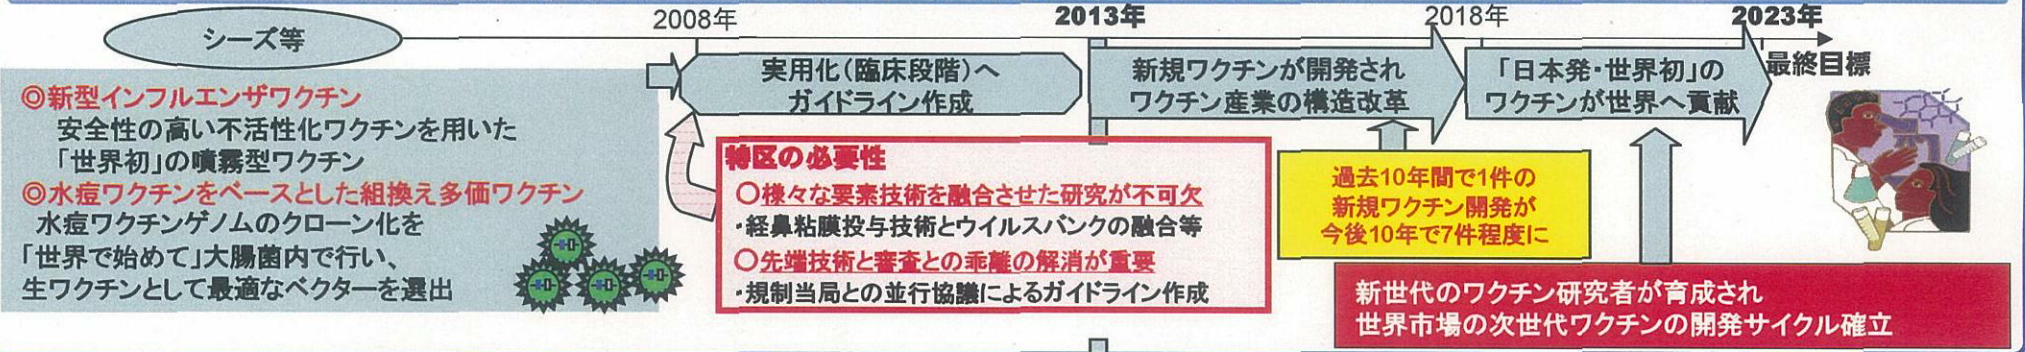 2008年
2013年
2018年
2023年
シーズ等
最終目標
実用化(臨床段階)へ
ガイドライン作成
新規ワクチンが開発され
ワクチン産業の構造改革
「日本発・世界初」の
ワクチンが世界へ貢献
◎新型インフルエンザワクチン
安全性の高い不活性化ワクチンを用いた
「世界初」の噴霧型ワクチン
◎水痘ワクチンをベースとした組換え多価ワクチン
水痘ワクチンゲノムのクローン化を
「世界で始めて」大腸菌内で行い、
生ワクチンとして最適なベクターを選出
特区の必要性
○様々な要素技術を融合させた研究が不可欠
・経鼻粘膜投与技術とウイルスバンクの融合等
○先端技術と審査との乖離の解消が重要
・規制当局との並行協議によるガイドライン作成
過去10年間で1件の
新規ワクチン開発が
今後10年で7件程度に
新世代のワクチン研究者が育成され
世界市場の次世代ワクチンの開発サイクル確立